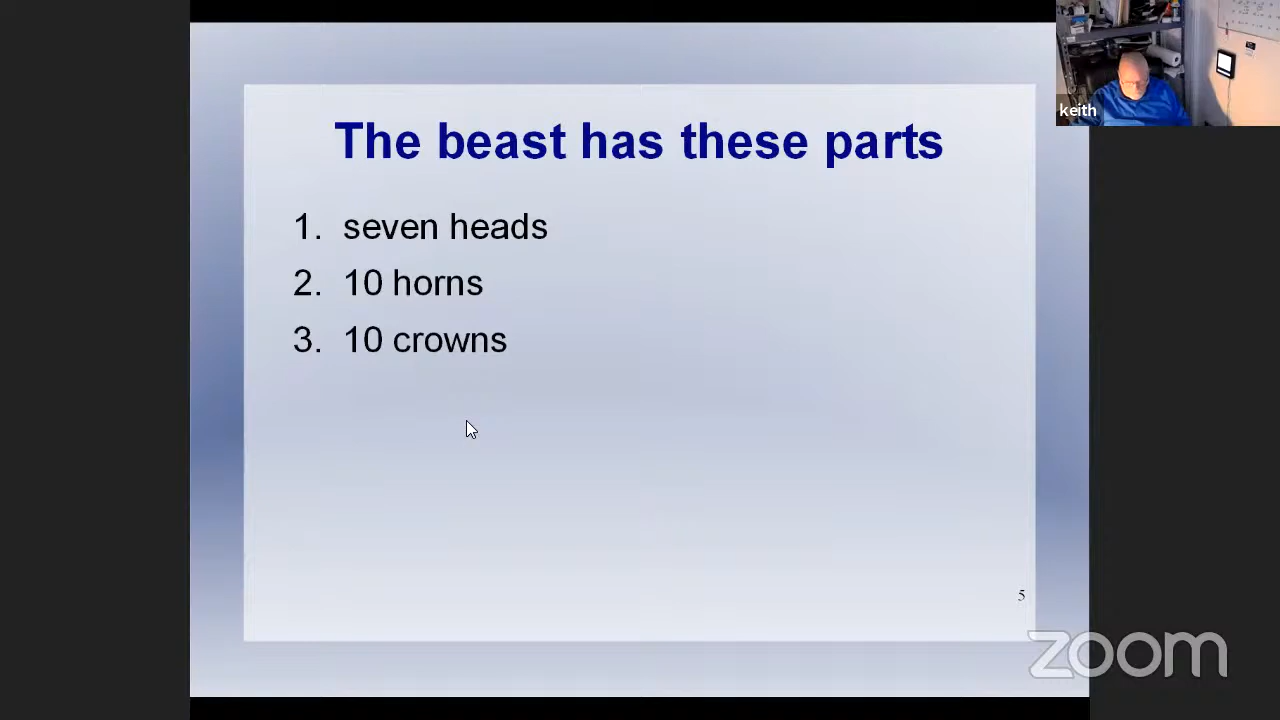 The beast has these parts
1. seven heads
2. 10 horns
3. 10 crowns
5
keith
zoom